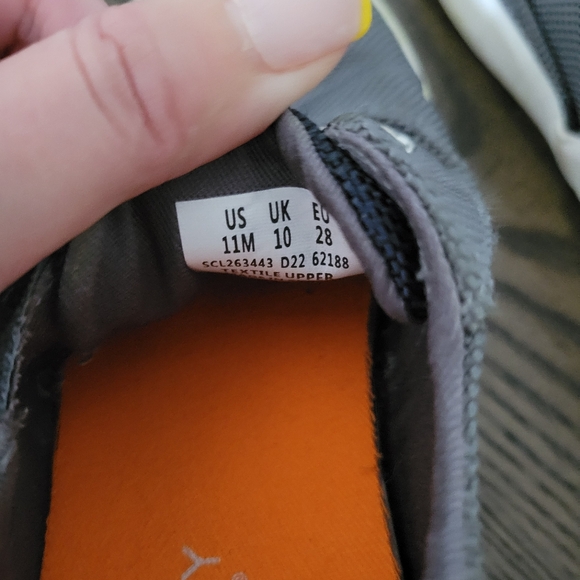 US UK EU
11M 10 28
SCL263443 D22 62188
TEXTILE UPPER
Y